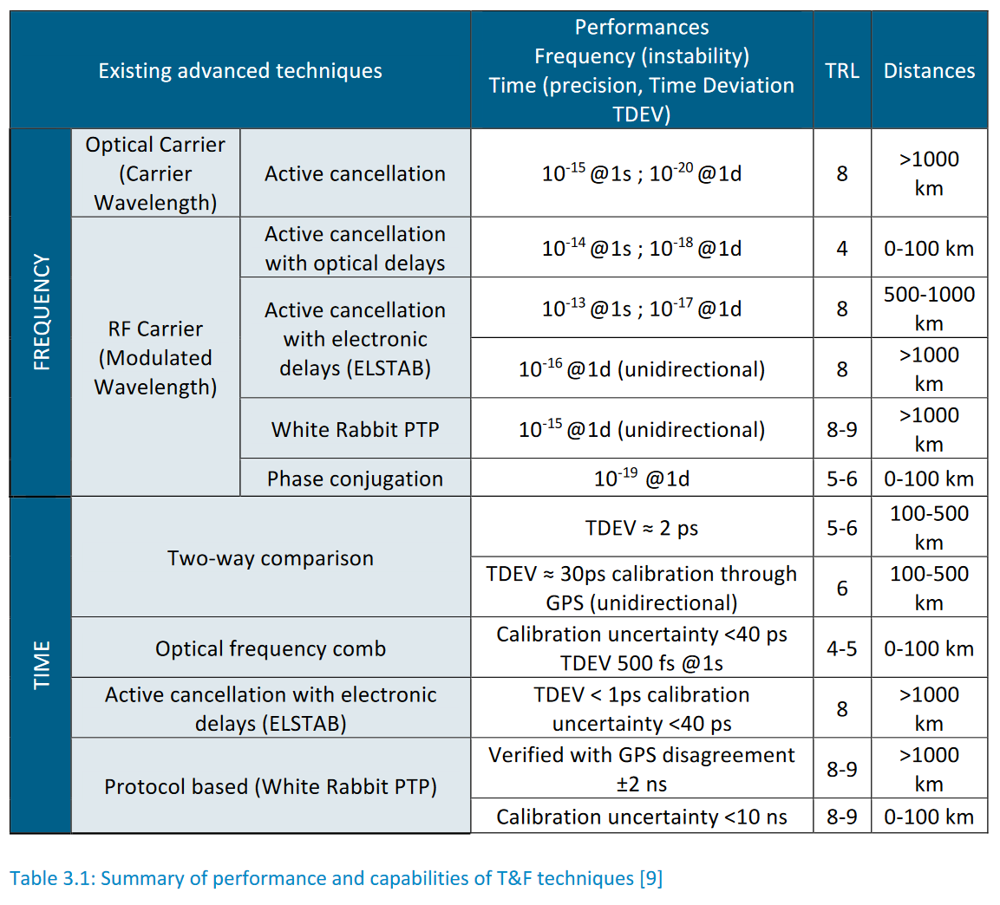 Existing advanced techniques
Performances
Frequency (instability)
Time (precision, Time Deviation
TDEV)
TRL
Distances
FREQUENCY
Optical Carrier
(Carrier
Wavelength)
Active cancellation
10⁻¹⁵ @1s ; 10⁻²⁰ @1d
8
>1000
km
RF Carrier
(Modulated
Wavelength)
Active cancellation
with optical delays
10⁻¹⁴ @1s ; 10⁻¹⁸ @1d
4
0-100 km
Active cancellation
with electronic
delays (ELSTAB)
10⁻¹³ @1s ; 10⁻¹⁷ @1d
8
500-1000
km
10⁻¹⁶ @1d (unidirectional)
8
>1000
km
White Rabbit PTP
10⁻¹⁵ @1d (unidirectional)
8-9
>1000
km
Phase conjugation
10⁻¹⁹ @1d
5-6
0-100 km
TIME
Two-way comparison
TDEV ≈ 2 ps
5-6
100-500
km
TDEV ≈ 30ps calibration through
GPS (unidirectional)
6
100-500
km
Optical frequency comb
Calibration uncertainty <40 ps
TDEV 500 fs @1s
4-5
0-100 km
Active cancellation with electronic
delays (ELSTAB)
TDEV < 1ps calibration
uncertainty <40 ps
8
>1000
km
Protocol based (White Rabbit PTP)
Verified with GPS disagreement
±2 ns
8-9
>1000
km
Calibration uncertainty <10 ns
8-9
0-100 km
Table 3.1: Summary of performance and capabilities of T&F techniques [9]